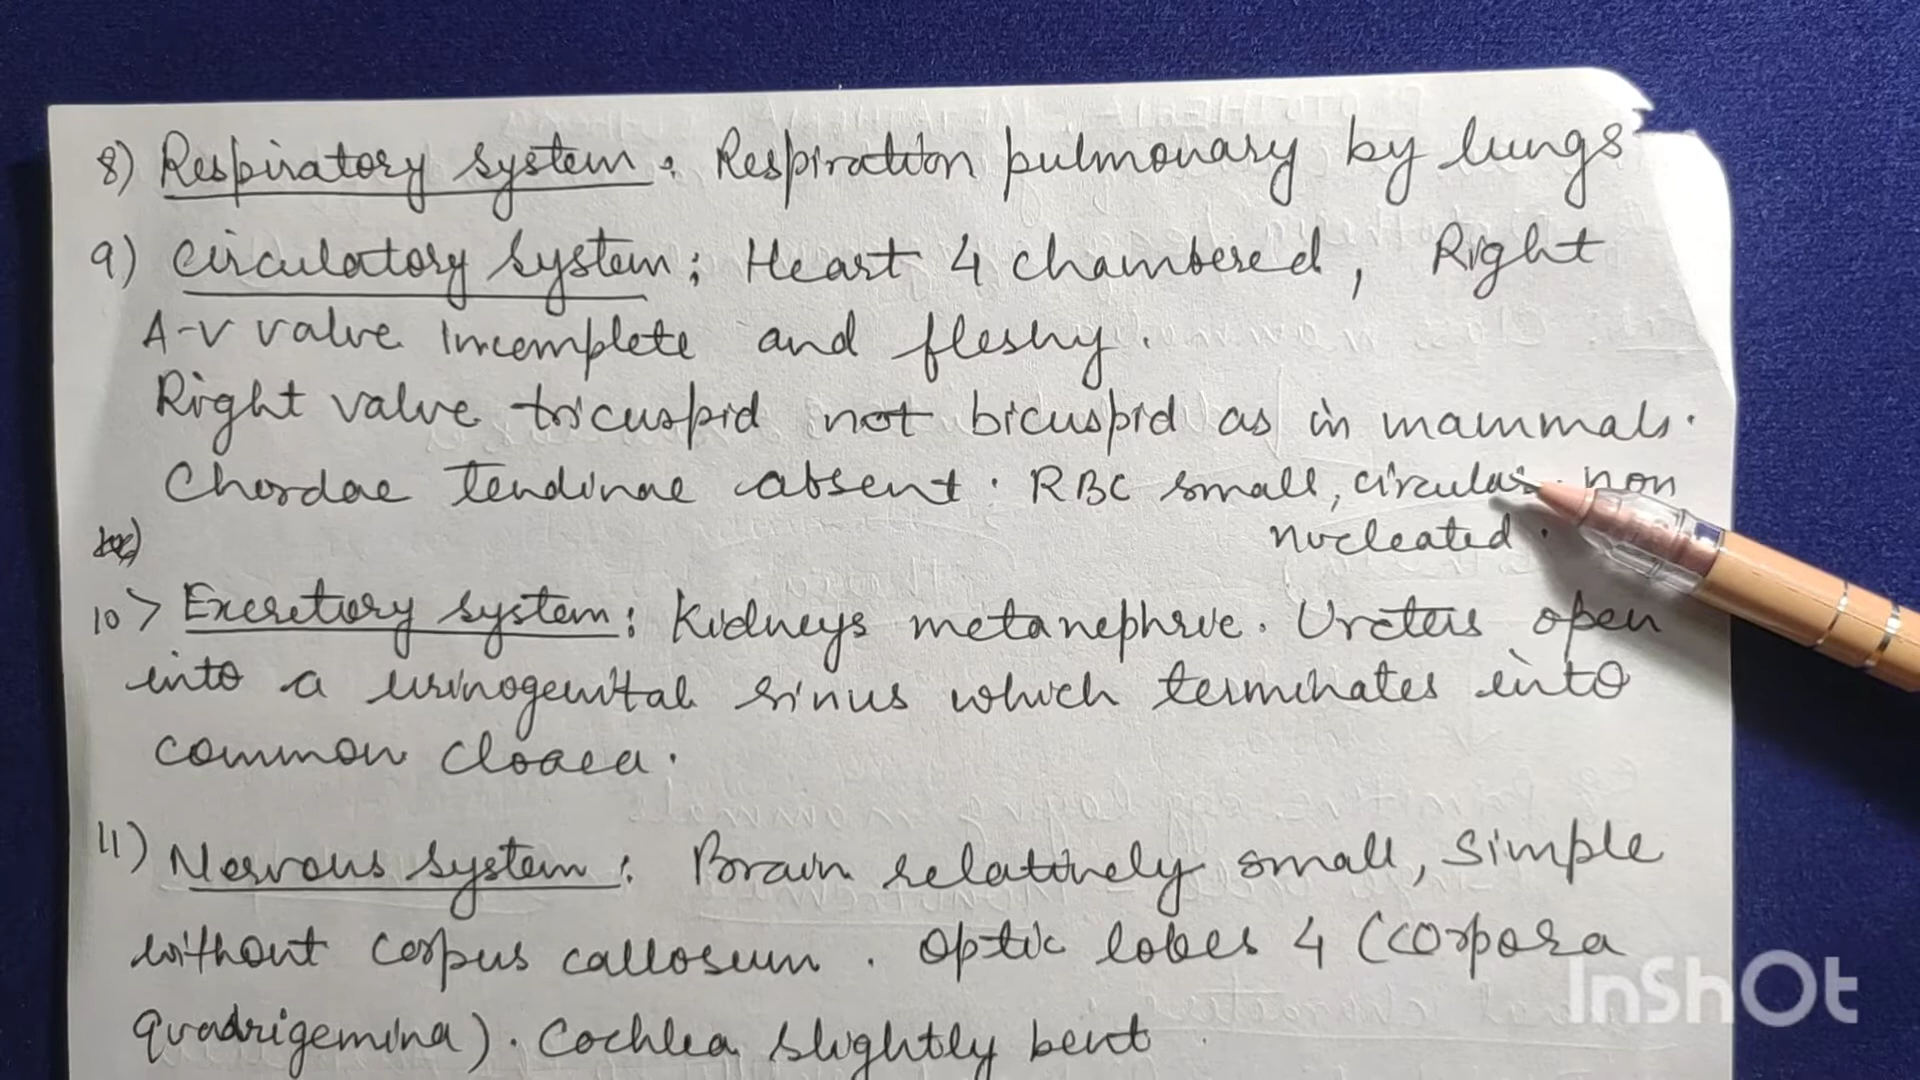 8) Respiratory system: Respiration pulmonary by lungs
9) Circulatory system; Heart 4 chambered, Right
A-V valve Incomplete and fleshy.
Right valve tricuspid not bicuspid as in mammals.
Chordae tendinae absent. RBC small, circular. non
nucleated.
10> Excretory system: Kidneys metanephric. Ureters open
into a urinogenital sinus which terminates into
common cloaca.
11) Nervous system: Brain relatively small, simple
without corpus callosum. Optic lobes 4 (corpora
quadrigemina). Cochlea slightly bent
InShOt